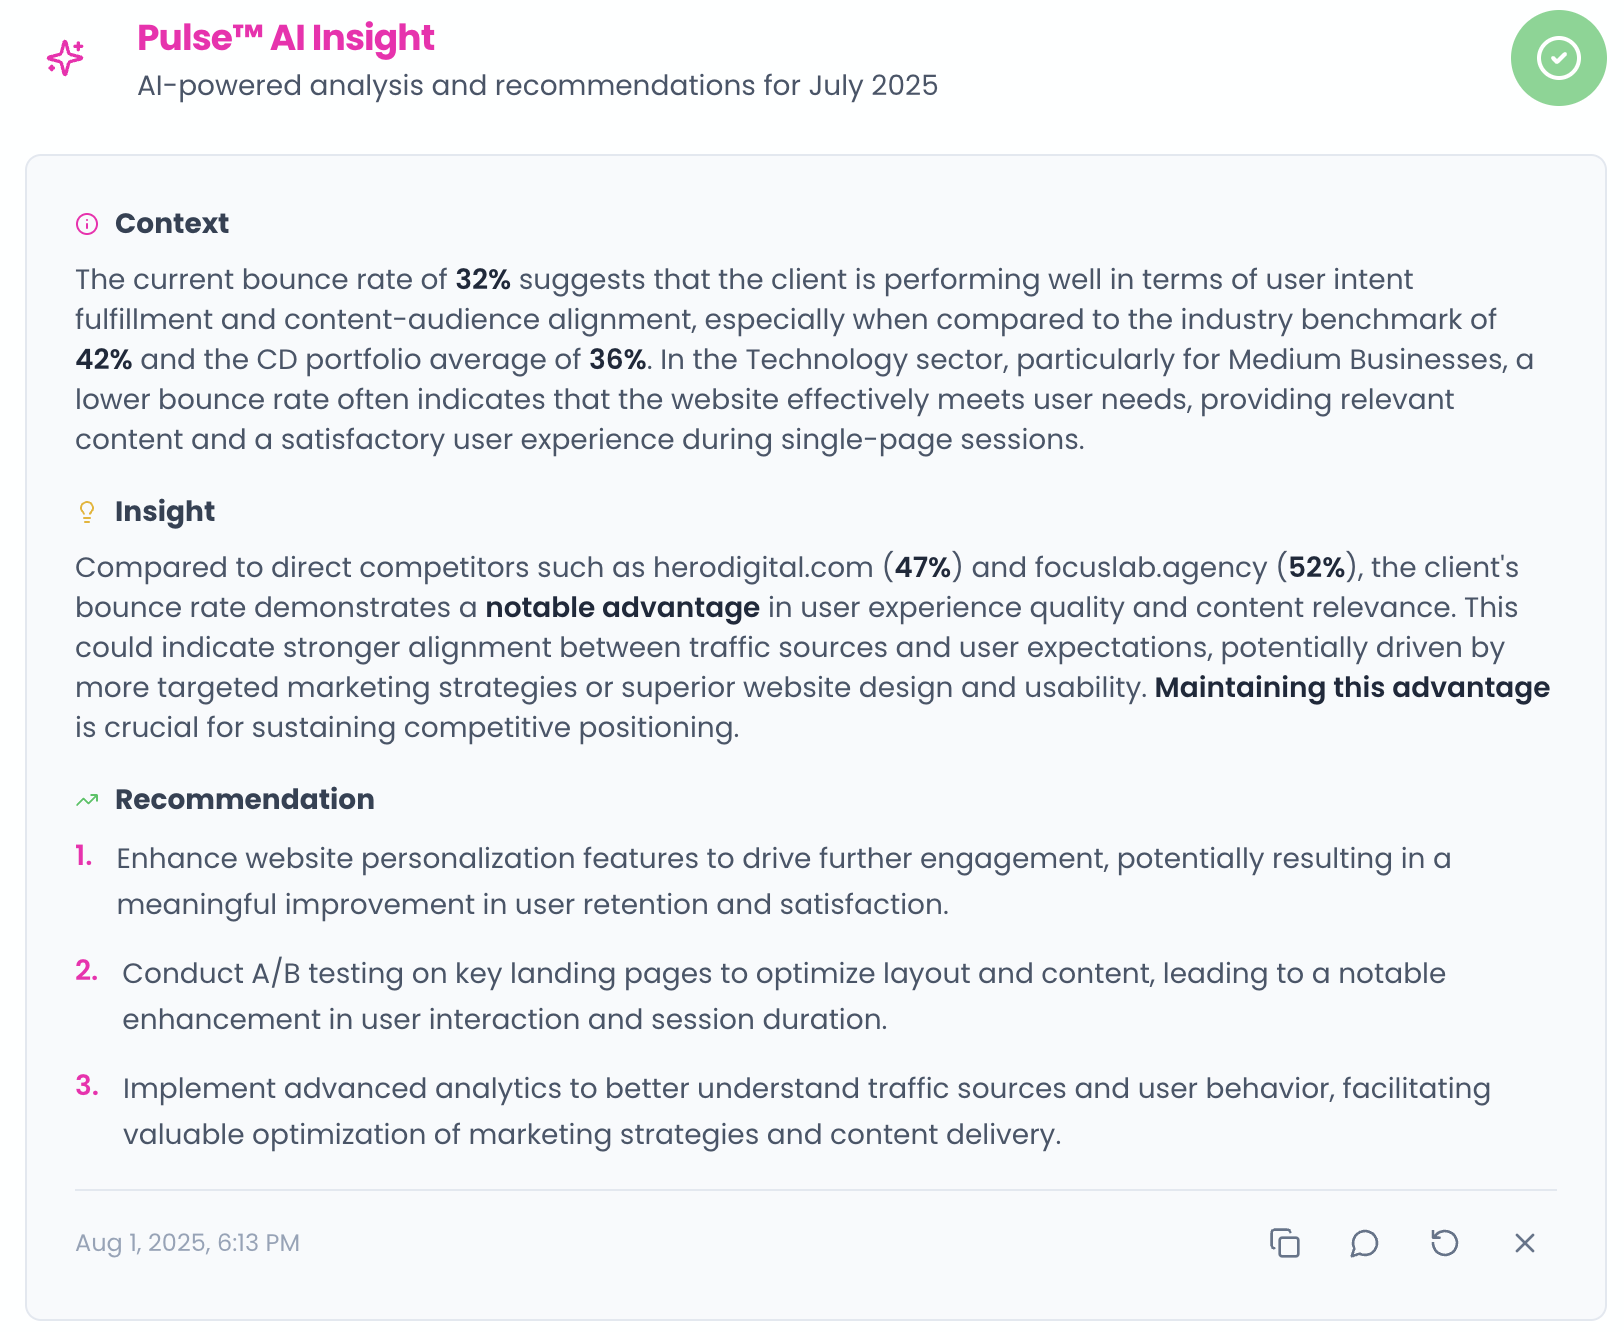 Pulse™ AI Insight
AI-powered analysis and recommendations for July 2025
Context
The current bounce rate of 32% suggests that the client is performing well in terms of user intent
fulfillment and content-audience alignment, especially when compared to the industry benchmark of
42% and the CD portfolio average of 36%. In the Technology sector, particularly for Medium Businesses, a
lower bounce rate often indicates that the website effectively meets user needs, providing relevant
content and a satisfactory user experience during single-page sessions.
Insight
Compared to direct competitors such as herodigital.com (47%) and focuslab.agency (52%), the client's
bounce rate demonstrates a notable advantage in user experience quality and content relevance. This
could indicate stronger alignment between traffic sources and user expectations, potentially driven by
more targeted marketing strategies or superior website design and usability. Maintaining this advantage
is crucial for sustaining competitive positioning.
Recommendation
1. Enhance website personalization features to drive further engagement, potentially resulting in a
meaningful improvement in user retention and satisfaction.
2. Conduct A/B testing on key landing pages to optimize layout and content, leading to a notable
enhancement in user interaction and session duration.
3. Implement advanced analytics to better understand traffic sources and user behavior, facilitating
valuable optimization of marketing strategies and content delivery.
Aug 1, 2025, 6:13 PM